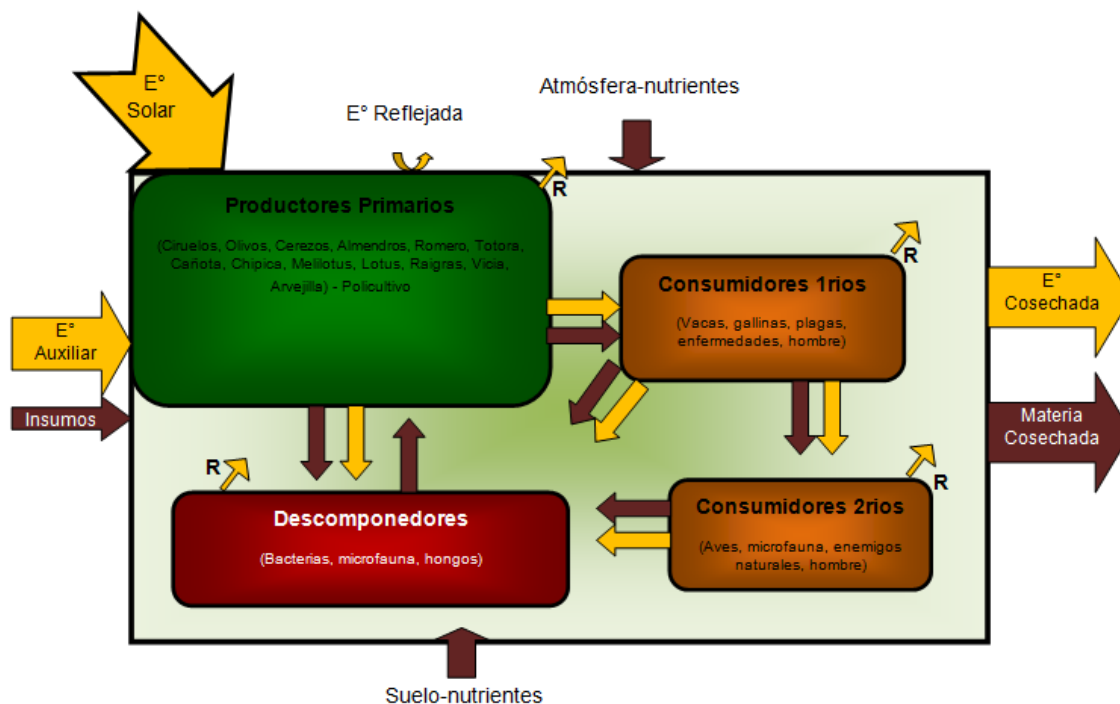 E°
Solar
E° Reflejada
Atmósfera-nutrientes
R
Productores Primarios
(Ciruelos, Olivos, Cerezos, Almendros, Romero, Totora,
Cañota, Chipica, Melilotus, Lotus, Raigras, Vicia,
Arvejilla) - Policultivo
R
Consumidores 1rios
(Vacas, gallinas, plagas,
enfermedades, hombre)
E°
Cosechada
E°
Auxiliar
Insumos
Materia
Cosechada
R
Descomponedores
(Bacterias, microfauna, hongos)
R
Consumidores 2rios
(Aves, microfauna, enemigos
naturales, hombre)
Suelo-nutrientes